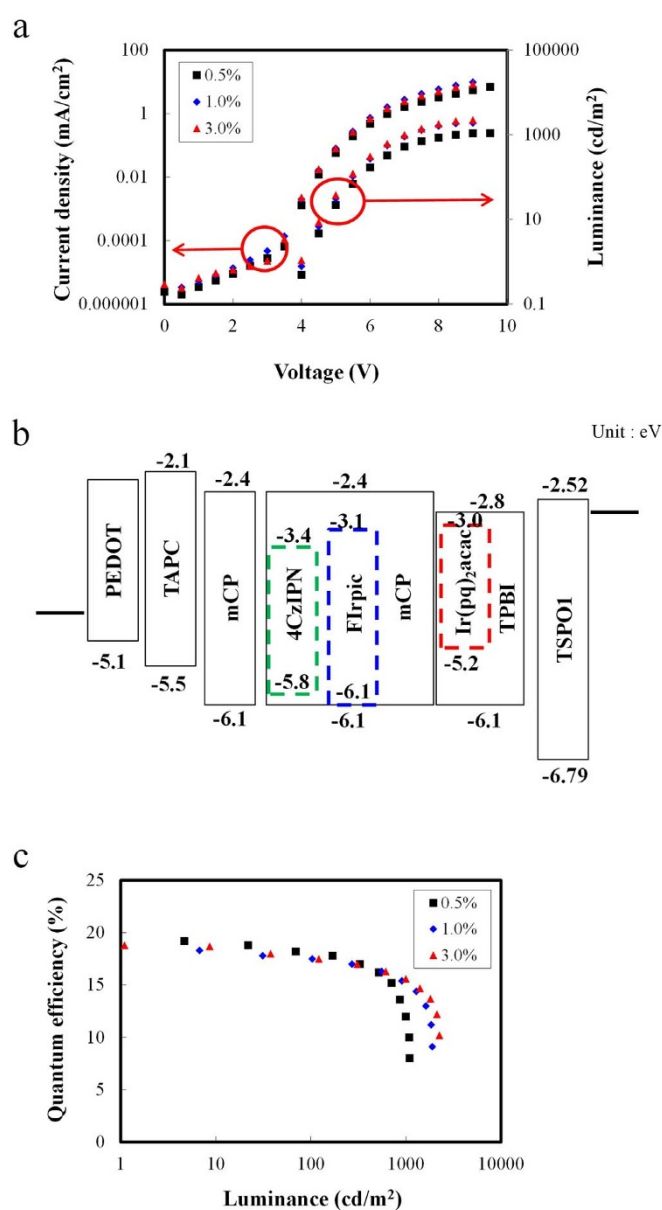 a
100
1
0.01
0.0001
0.000001
Current density (mA/cm²)
0.5%
1.0%
3.0%
100000
1000
10
0.1
Luminance (cd/m²)
0 2 4 6 8 10
Voltage (V)
b
Unit : eV
-2.1
-2.4
-2.4
-2.8
-2.52
-3.4
-3.1
-3.0
PEDOT
TAPC
mCP
4CzIPN
FIrpic
mCP
Ir(pq)₂acac
TPBI
TSPO1
-5.1
-5.5
-6.1
-5.8
-6.1
-6.1
-5.2
-6.1
-6.79
c
25
20
15
10
5
0
Quantum efficiency (%)
0.5%
1.0%
3.0%
1 10 100 1000 10000
Luminance (cd/m²)